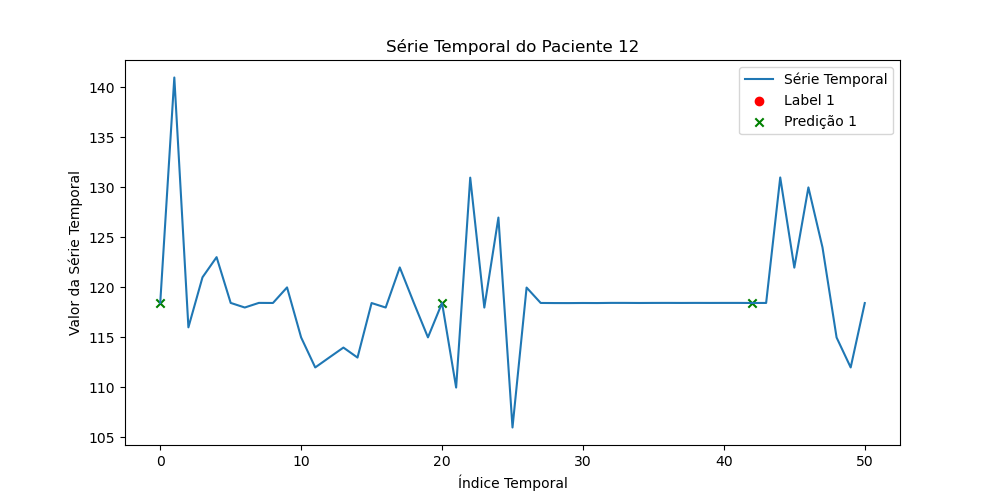 Série Temporal do Paciente 12
Série Temporal
Label 1
Predição 1
Valor da Série Temporal
140
135
130
125
120
115
110
105
0
10
20
30
40
50
Índice Temporal